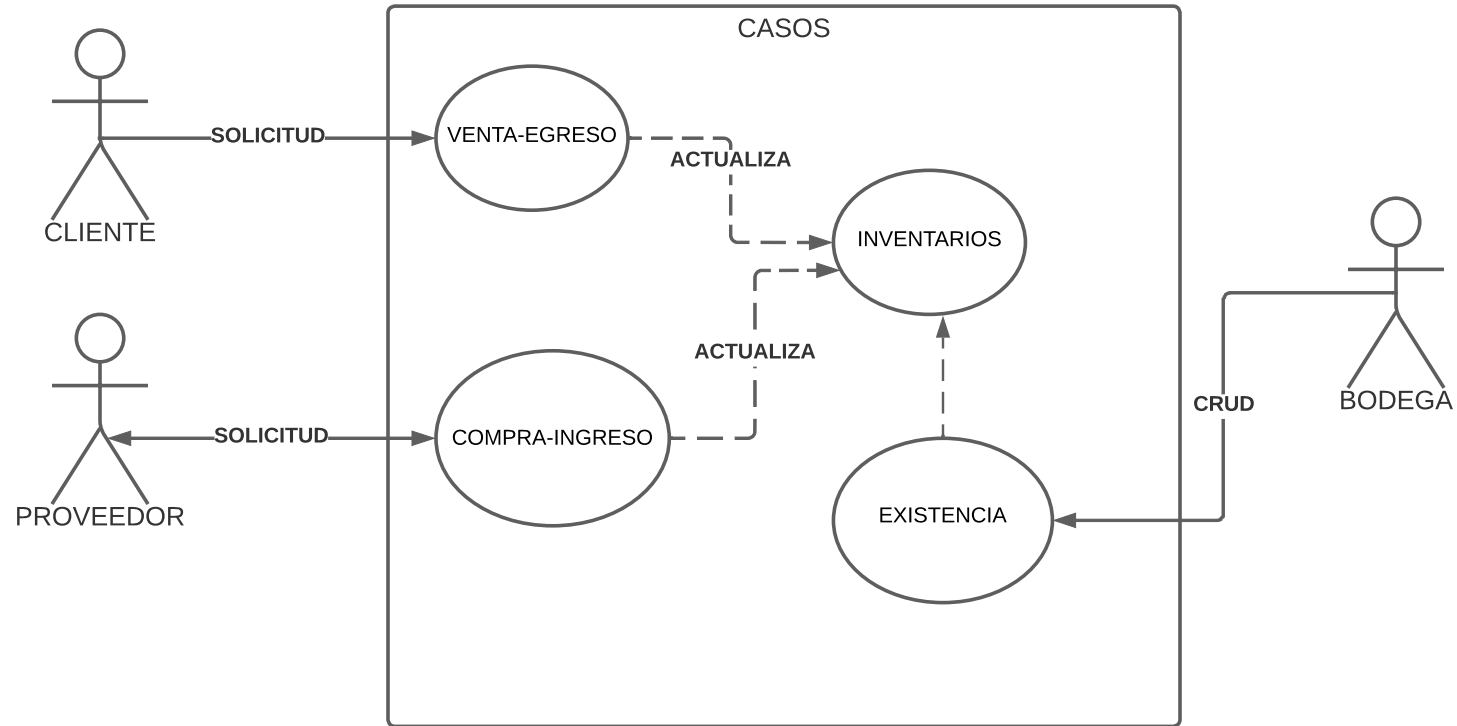 CASOS
SOLICITUD
VENTA-EGRESO
ACTUALIZA
CLIENTE
INVENTARIOS
ACTUALIZA
CRUD
BODEGA
SOLICITUD
COMPRA-INGRESO
PROVEEDOR
EXISTENCIA